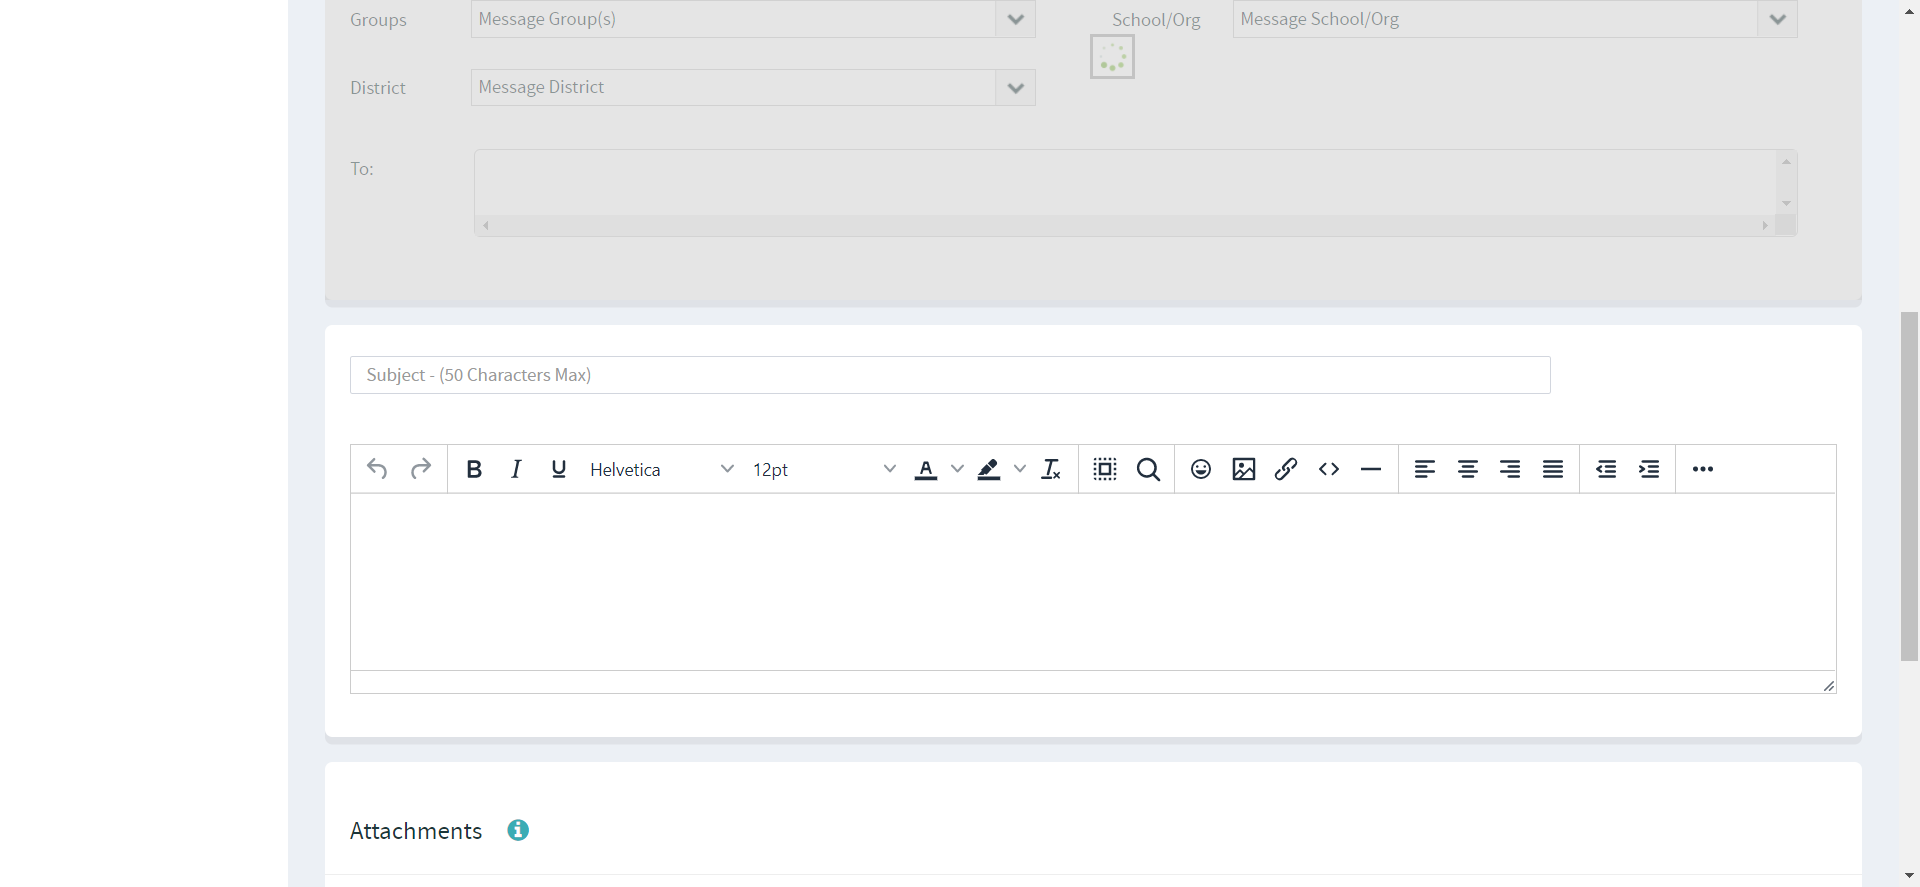 Groups
Message Group(s)
School/Org
Message School/Org
District
Message District
To:
Subject - (50 Characters Max)
Helvetica
12pt
Attachments